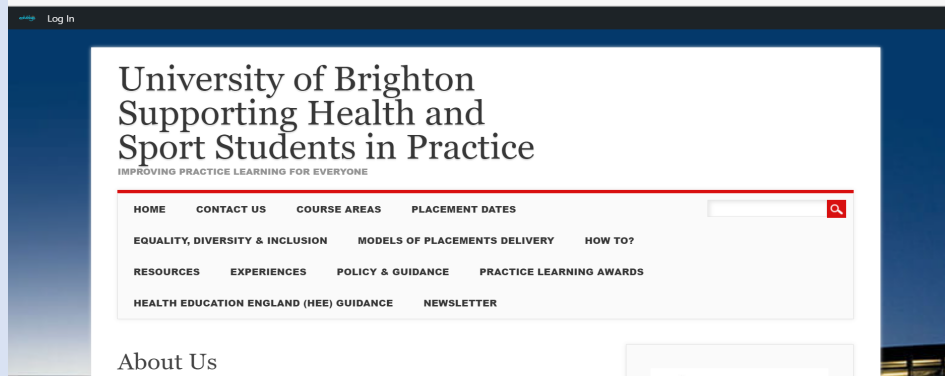 Log In
University of Brighton
Supporting Health and
Sport Students in Practice
IMPROVING PRACTICE LEARNING FOR EVERYONE
HOME CONTACT US COURSE AREAS PLACEMENT DATES
EQUALITY, DIVERSITY & INCLUSION MODELS OF PLACEMENTS DELIVERY HOW TO?
RESOURCES EXPERIENCES POLICY & GUIDANCE PRACTICE LEARNING AWARDS
HEALTH EDUCATION ENGLAND (HEE) GUIDANCE NEWSLETTER
About Us